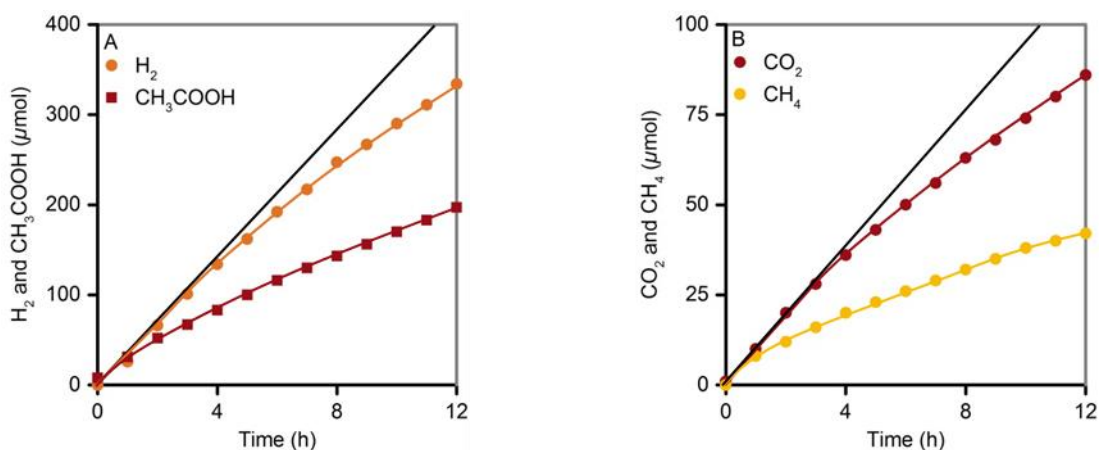 A
H₂
CH₃COOH
H₂ and CH₃COOH (μmol)
400
300
200
100
0
0
4
8
12
Time (h)
B
CO₂
CH₄
CO₂ and CH₄ (μmol)
100
75
50
25
0
0
4
8
12
Time (h)